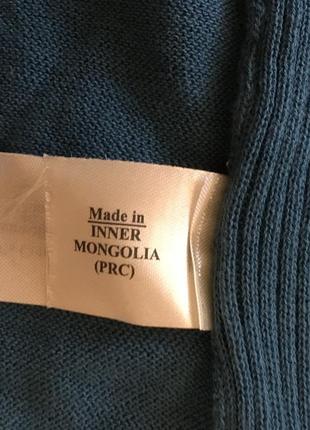 Made in
INNER
MONGOLIA
(PRC)